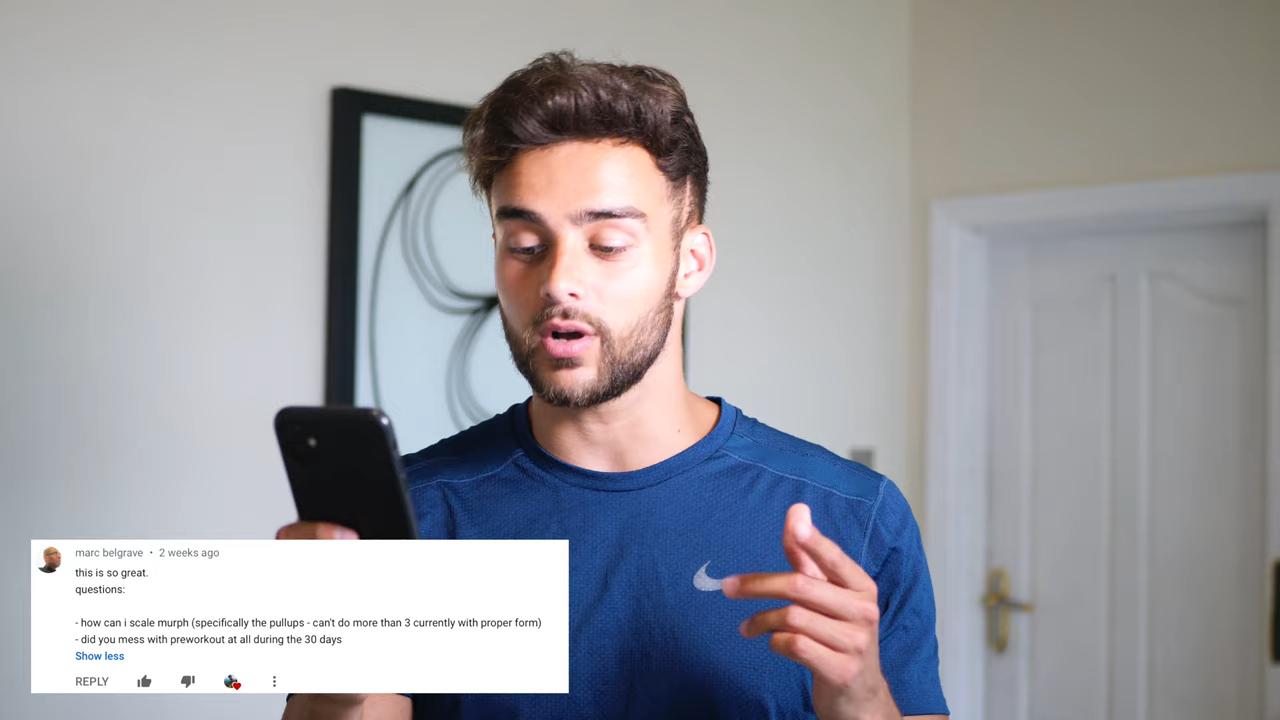 marc belgrave • 2 weeks ago
this is so great.
questions:
- how can i scale murph (specifically the pullups - can't do more than 3 currently with proper form)
- did you mess with preworkout at all during the 30 days
Show less
REPLY